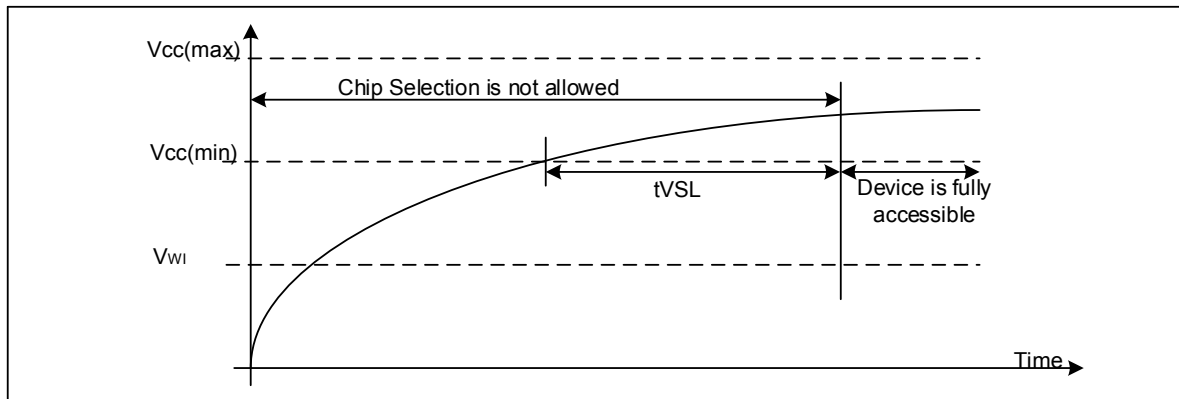 Vcc(max)
Chip Selection is not allowed
Vcc(min)
tVSL
Device is fully
accessible
VWI
Time